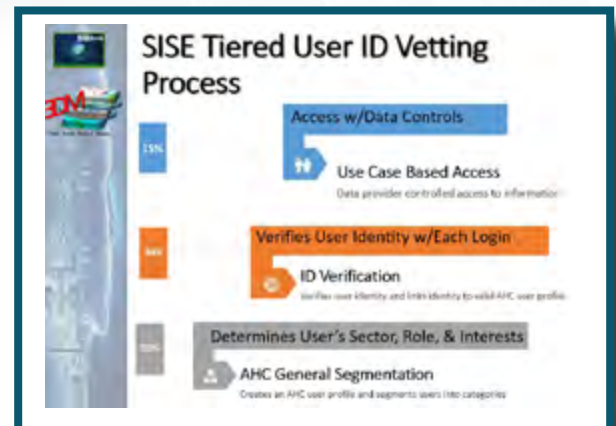 SISE Tiered User ID Vetting
Process
Access w/Data Controls
15%
Use Case Based Access
Data provider controlled access to information
Verifies User Identity w/Each Login
ID Verification
Verifies user identity and links identity to valid AHC user profile
Determines User's Sector, Role, & Interests
AHC General Segmentation
Creates an AHC user profile and segments users into categories